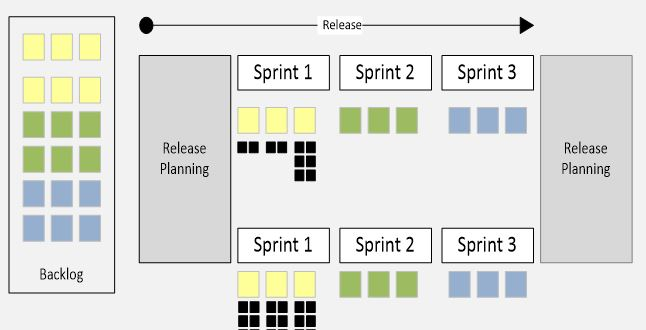 Release
Sprint 1
Sprint 2
Sprint 3
Release
Planning
Release
Planning
Sprint 1
Sprint 2
Sprint 3
Backlog